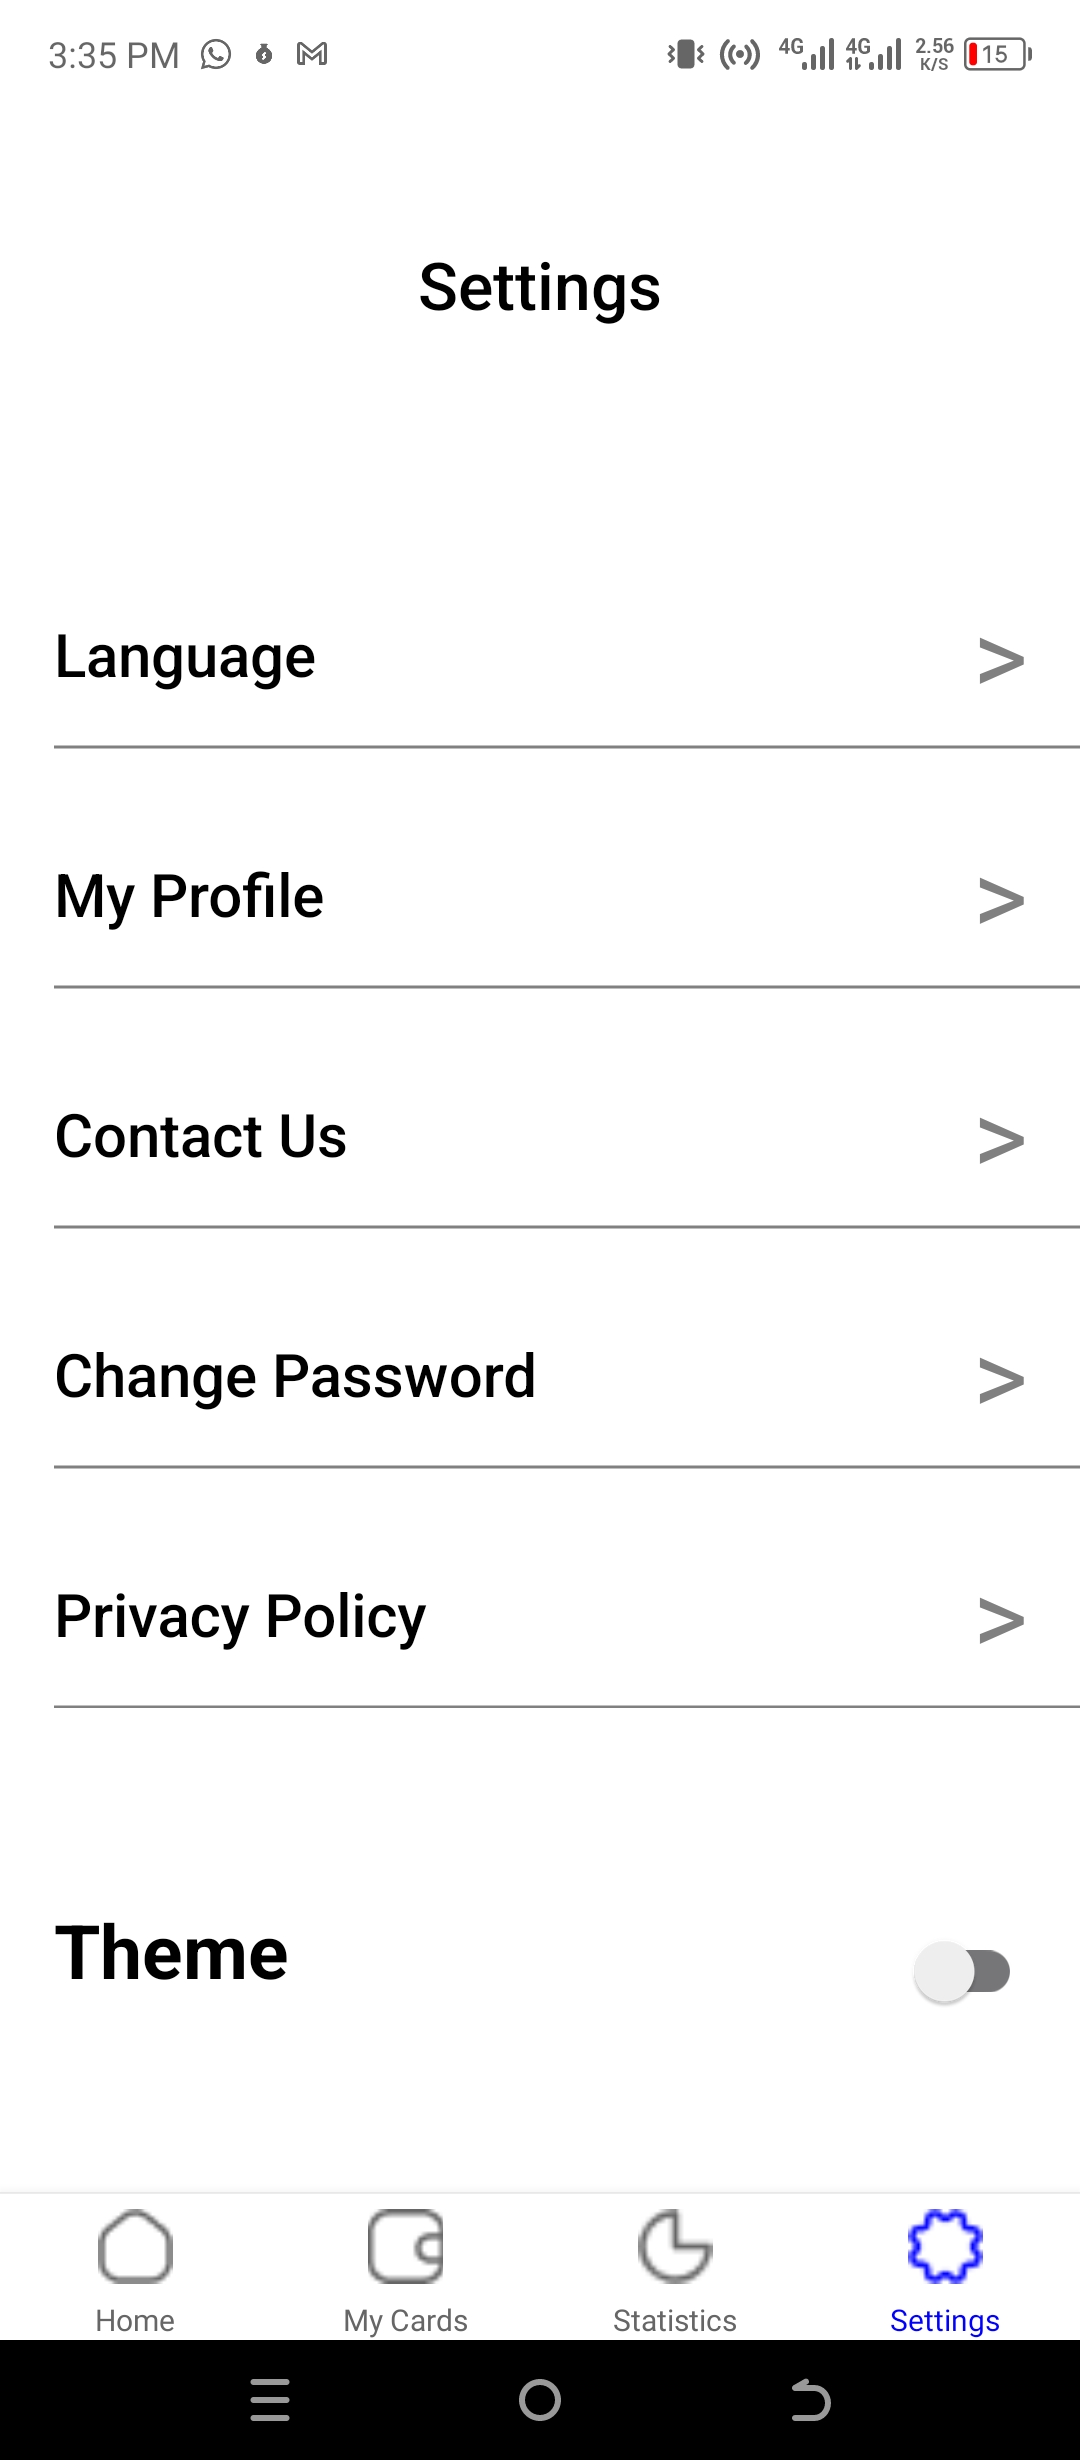 3:35 PM 4G 4G 2.56 K/S 15
Settings
Language >
My Profile >
Contact Us >
Change Password >
Privacy Policy >
Theme
Home My Cards Statistics Settings